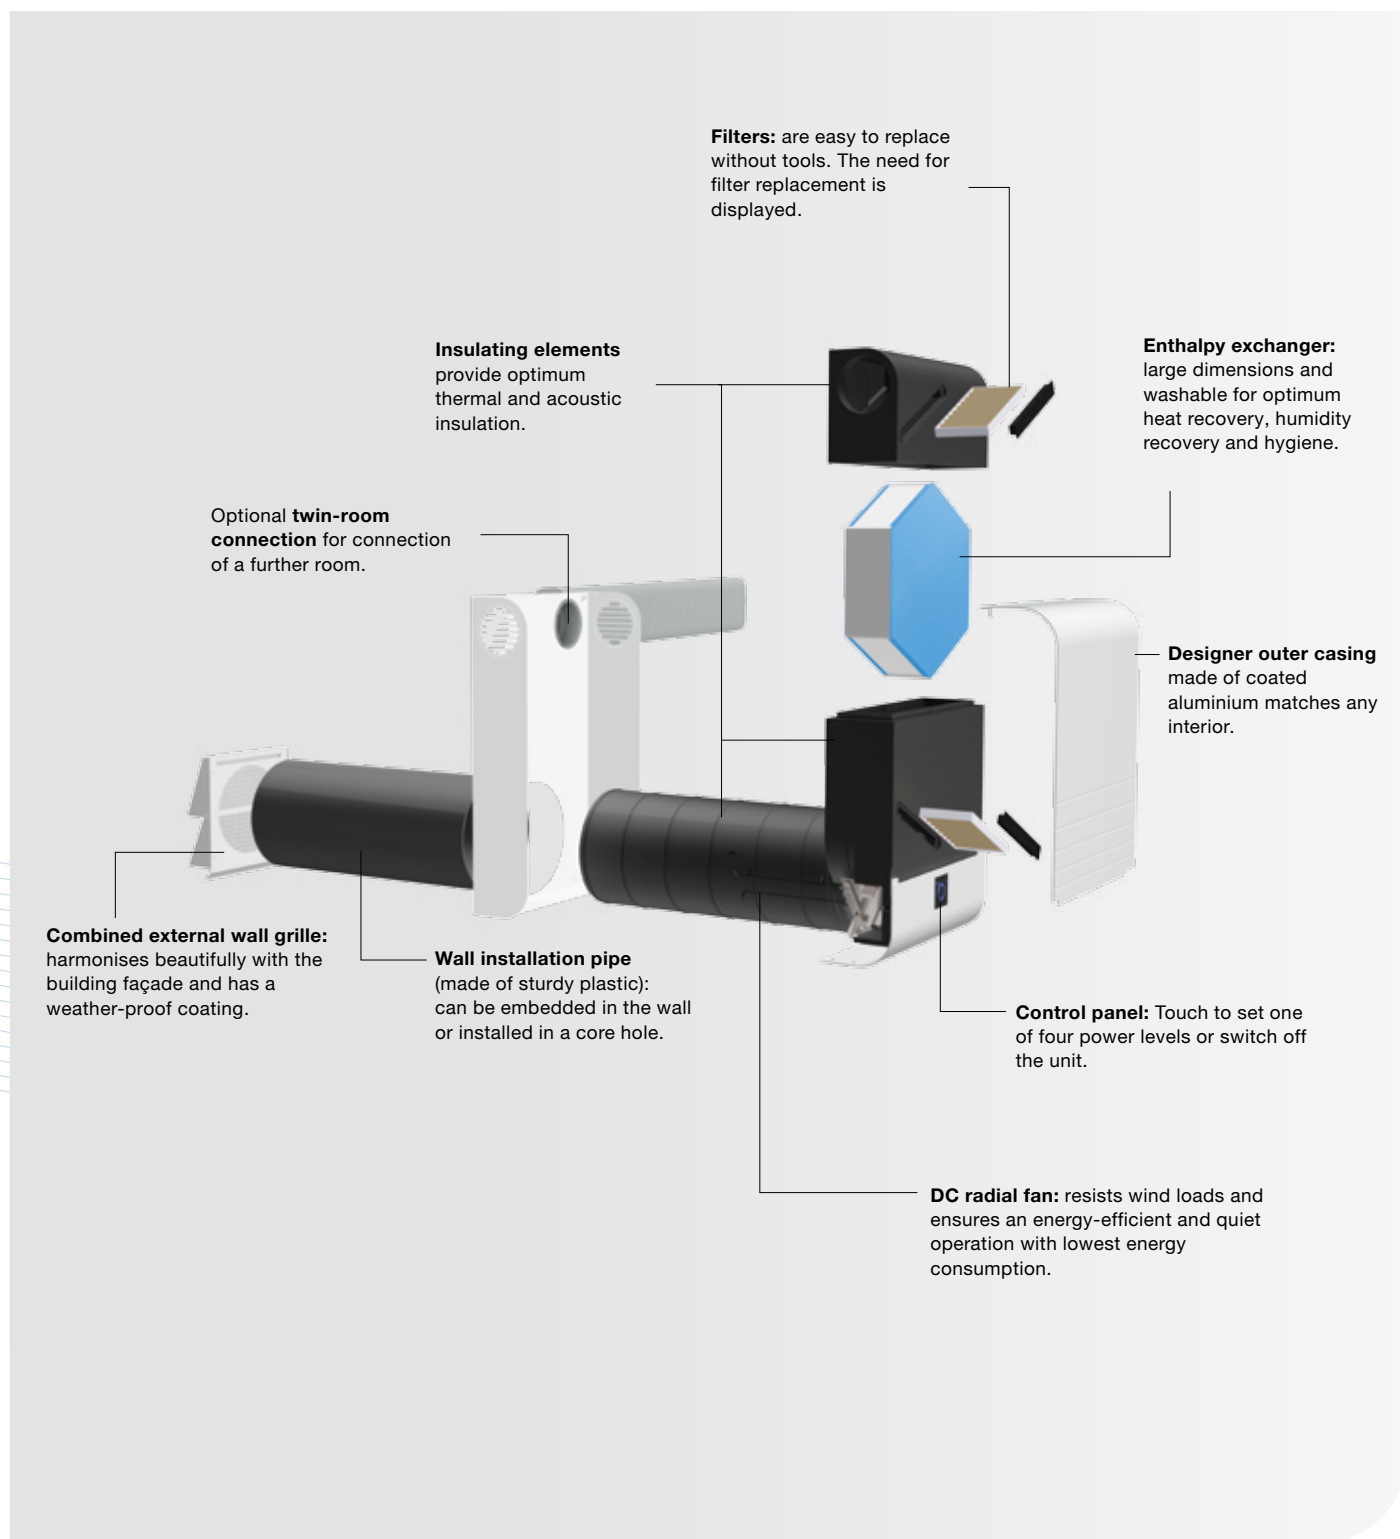 Filters: are easy to replace
without tools. The need for
filter replacement is
displayed.
Insulating elements
provide optimum
thermal and acoustic
insulation.
Enthalpy exchanger:
large dimensions and
washable for optimum
heat recovery, humidity
recovery and hygiene.
Optional twin-room
connection for connection
of a further room.
Designer outer casing
made of coated
aluminium matches any
interior.
Combined external wall grille:
harmonises beautifully with the
building façade and has a
weather-proof coating.
Wall installation pipe
(made of sturdy plastic):
can be embedded in the wall
or installed in a core hole.
Control panel: Touch to set one
of four power levels or switch off
the unit.
DC radial fan: resists wind loads and
ensures an energy-efficient and quiet
operation with lowest energy
consumption.